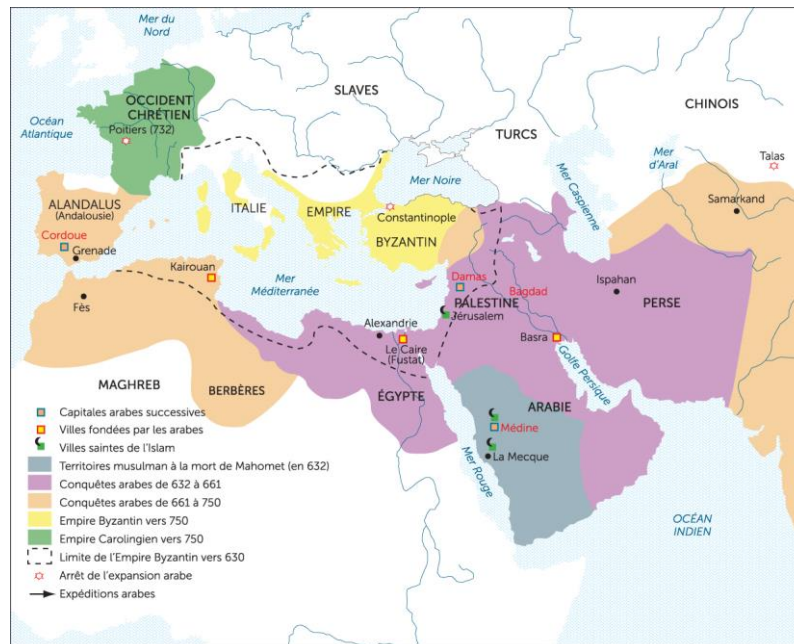 Mer du
Nord
SLAVES
CHINOIS
OCCIDENT
CHRÉTIEN
Océan
Atlantique
Poitiers (732)
TURCS
Mer
d'Aral
Talas
Mer Caspienne
Mer Noire
Samarkand
ALANDALUS
(Andalousie)
ITALIE
EMPIRE
Constantinople
BYZANTIN
Cordoue
Grenade
Kairouan
Mer
Méditerranée
Damas
Bagdad
Ispahan
PERSE
PALESTINE
Jérusalem
Fès
Alexandrie
Le Caire
(Fustat)
Basra
Golfe Persique
MAGHREB
BERBÈRES
ÉGYPTE
ARABIE
Médine
La Mecque
Mer Rouge
OCÉAN
INDIEN
Capitales arabes successives
Villes fondées par les arabes
Villes saintes de l'Islam
Territoires musulman à la mort de Mahomet (en 632)
Conquêtes arabes de 632 à 661
Conquêtes arabes de 661 à 750
Empire Byzantin vers 750
Empire Carolingien vers 750
Limite de l'Empire Byzantin vers 630
Arrêt de l'expansion arabe
Expéditions arabes